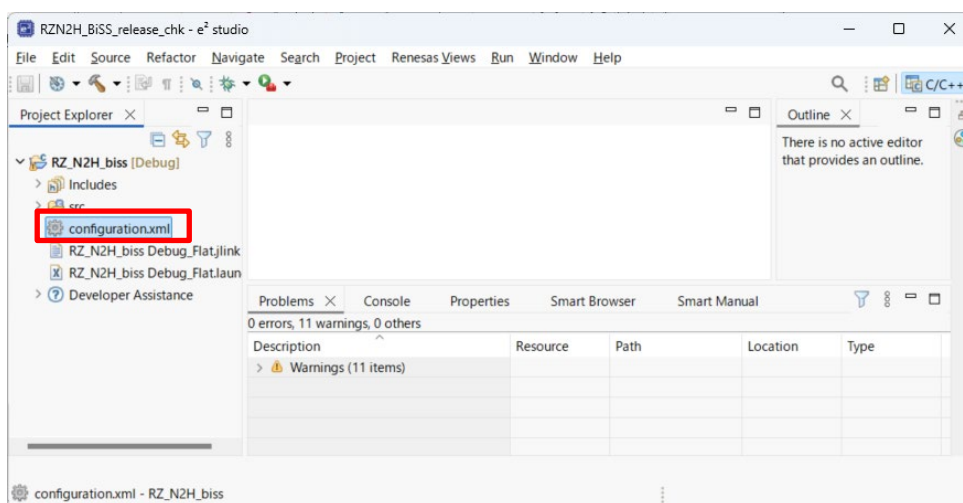 RZN2H_BiSS_release_chk - e² studio
File Edit Source Refactor Navigate Search Project Renesas Views Run Window Help
C/C++
Project Explorer
Outline
There is no active editor
that provides an outline.
RZ_N2H_biss [Debug]
Includes
src
configuration.xml
RZ_N2H_biss Debug_Flat.jlink
RZ_N2H_biss Debug_Flat.laun
Developer Assistance
Problems Console Properties Smart Browser Smart Manual
0 errors, 11 warnings, 0 others
Description Resource Path Location Type
Warnings (11 items)
configuration.xml - RZ_N2H_biss